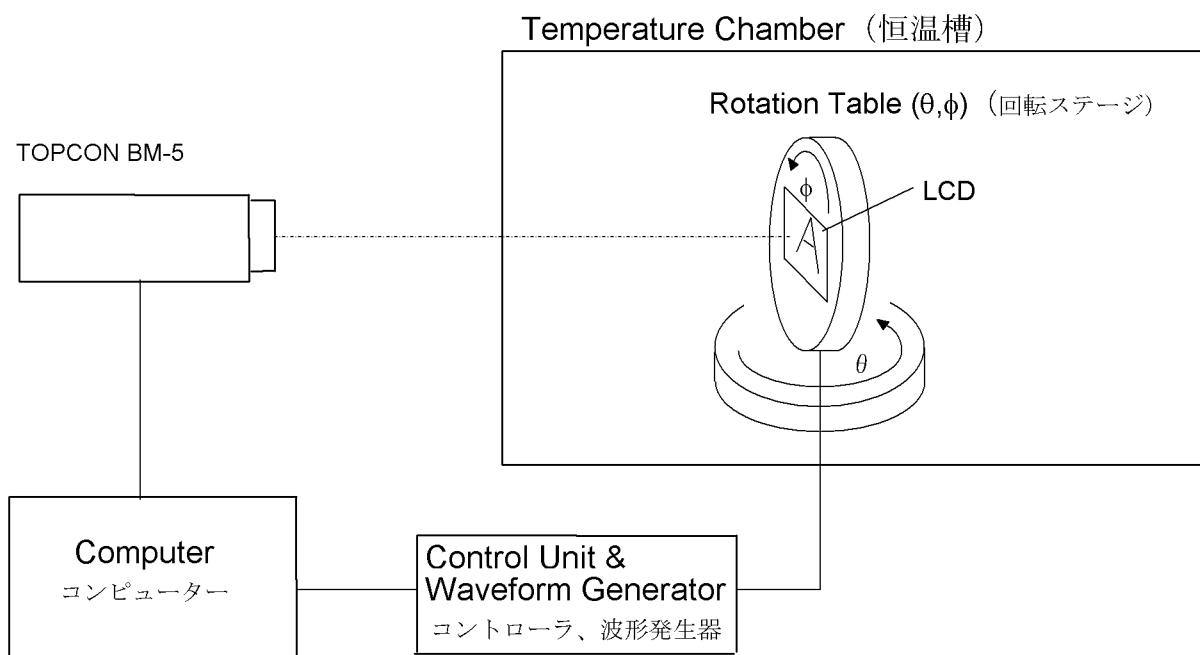 Temperature Chamber（恒温槽）
Rotation Table (θ,ϕ)（回転ステージ）
TOPCON BM-5
ϕ
LCD
A
θ
Computer
コンピューター
Control Unit &
Waveform Generator
コントローラ、波形発生器